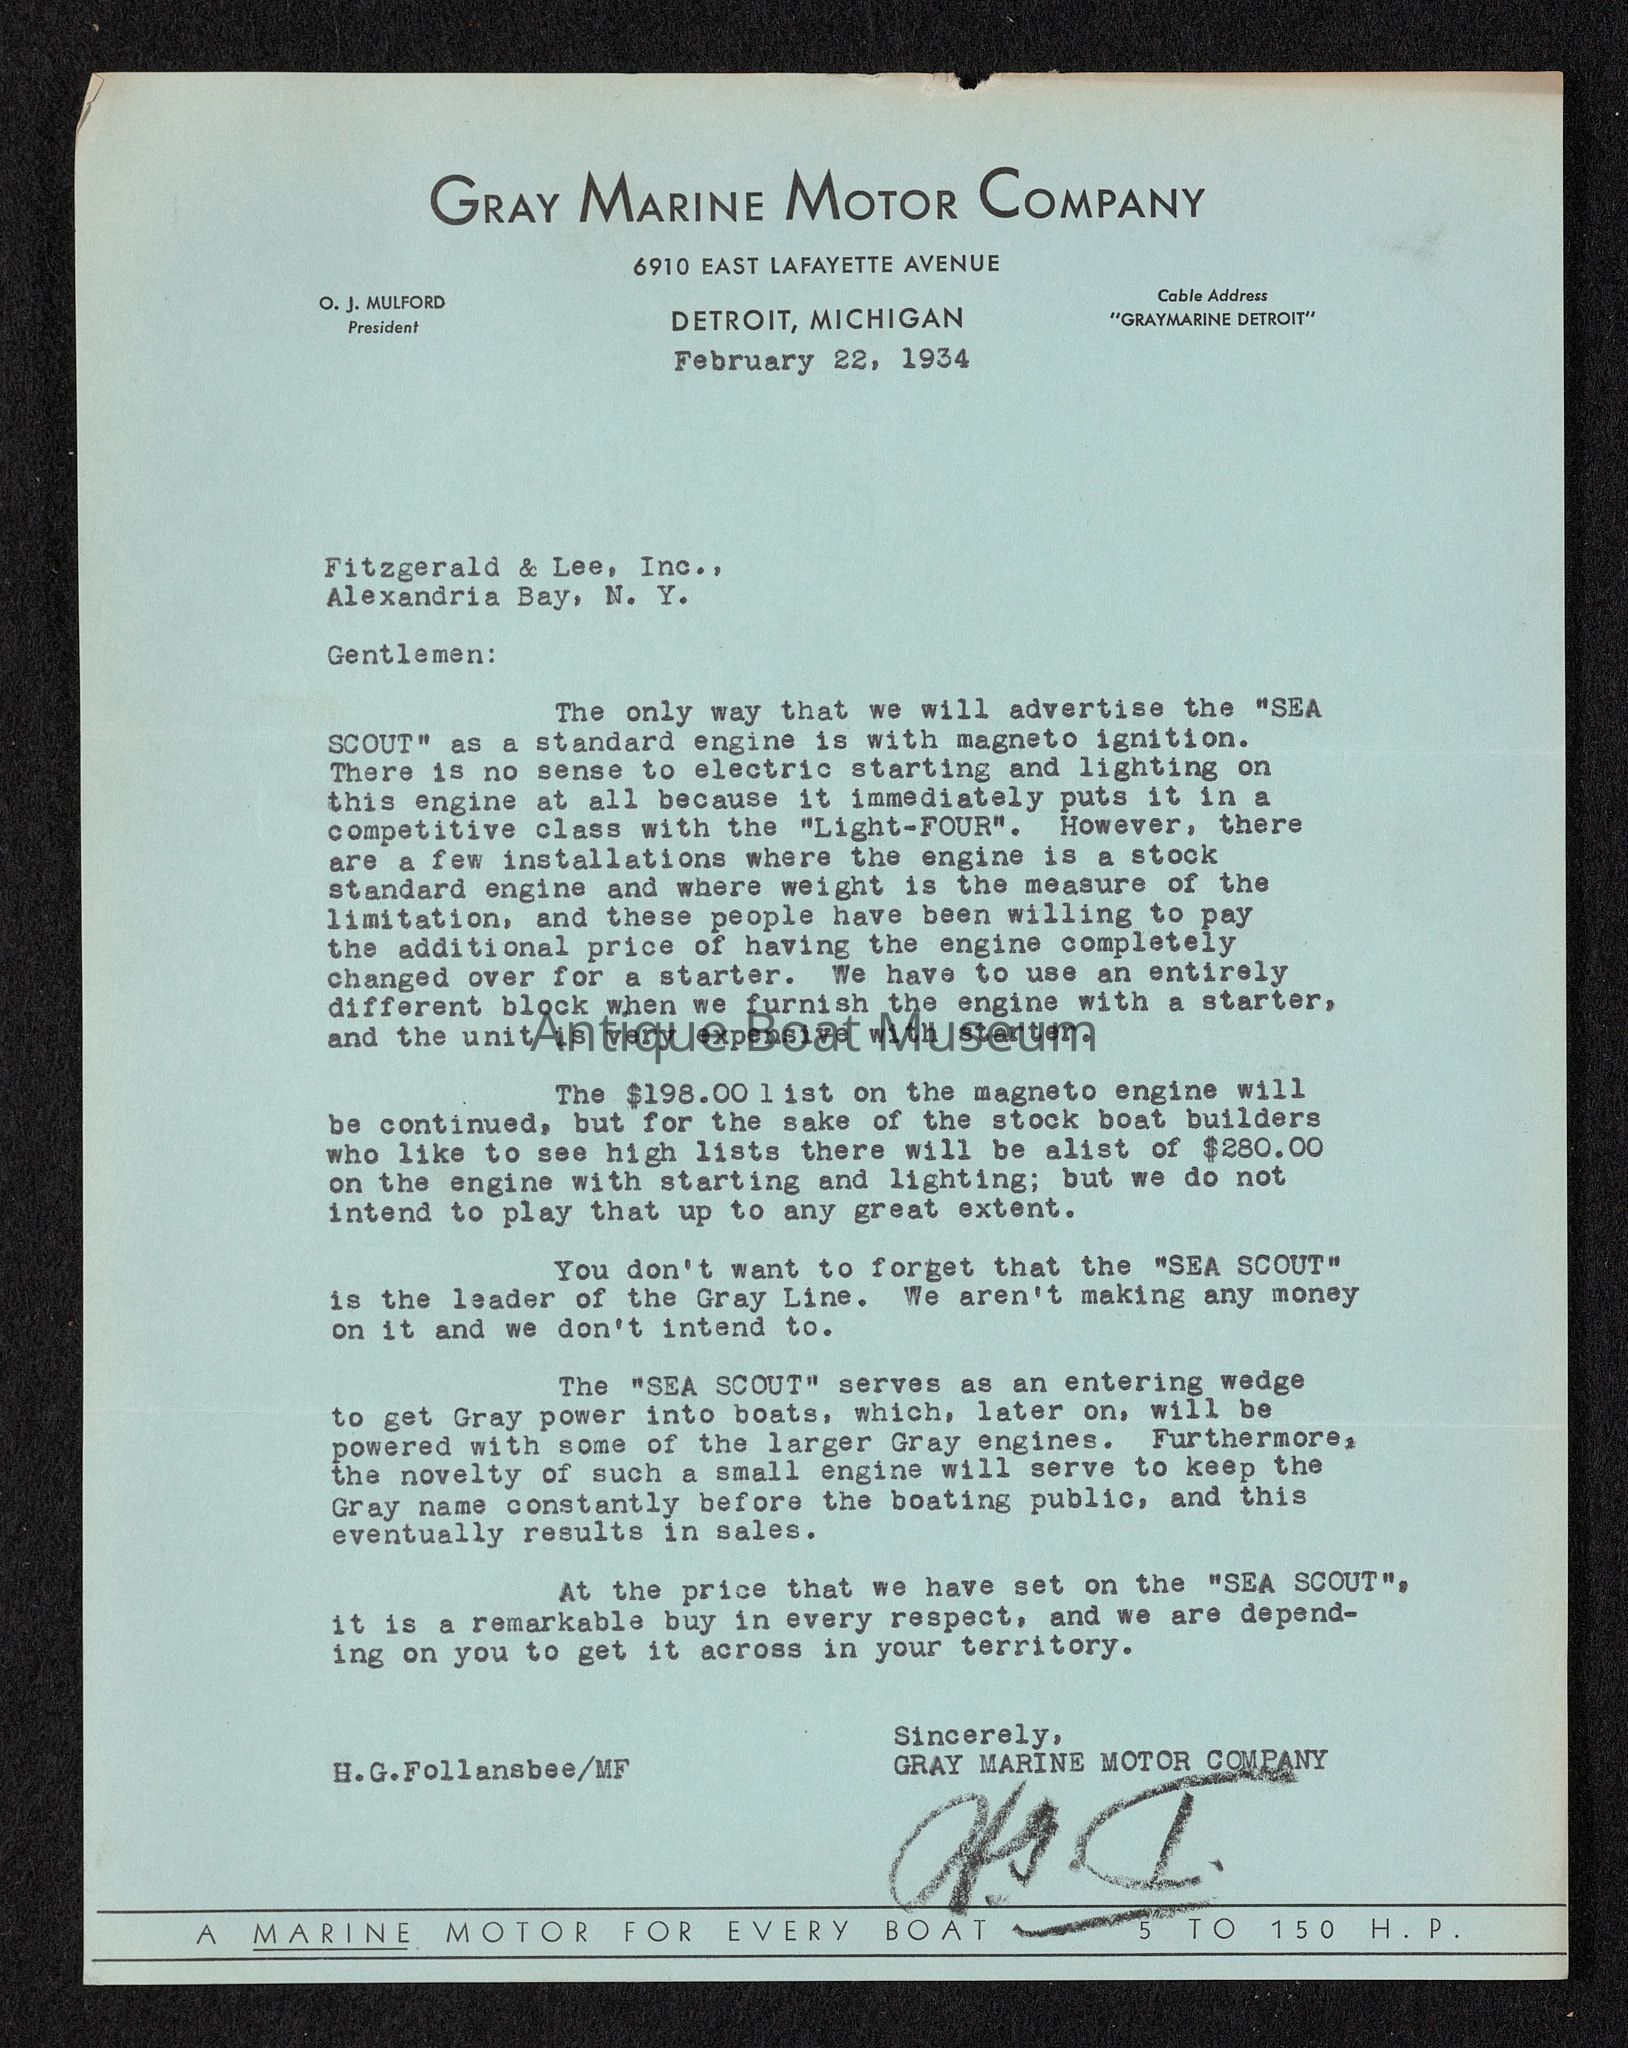 GRAY MARINE MOTOR COMPANY
6910 EAST LAFAYETTE AVENUE
O. J. MULFORD
President
DETROIT, MICHIGAN
Cable Address
"GRAYMARINE DETROIT"
February 22, 1934
Fitzgerald & Lee, Inc.,
Alexandria Bay, N. Y.
Gentlemen:
The only way that we will advertise the "SEA
SCOUT" as a standard engine is with magneto ignition.
There is no sense to electric starting and lighting on
this engine at all because it immediately puts it in a
competitive class with the "Light-FOUR". However, there
are a few installations where the engine is a stock
standard engine and where weight is the measure of the
limitation, and these people have been willing to pay
the additional price of having the engine completely
changed over for a starter. We have to use an entirely
different block when we furnish the engine with a starter,
and the unit is very expensive with starter.
Antique Boat Museum
The $198.00 list on the magneto engine will
be continued, but for the sake of the stock boat builders
who like to see high lists there will be alist of $280.00
on the engine with starting and lighting; but we do not
intend to play that up to any great extent.
You don't want to forget that the "SEA SCOUT"
is the leader of the Gray Line. We aren't making any money
on it and we don't intend to.
The "SEA SCOUT" serves as an entering wedge
to get Gray power into boats, which, later on, will be
powered with some of the larger Gray engines. Furthermore,
the novelty of such a small engine will serve to keep the
Gray name constantly before the boating public, and this
eventually results in sales.
At the price that we have set on the "SEA SCOUT",
it is a remarkable buy in every respect, and we are depend-
ing on you to get it across in your territory.
Sincerely,
H.G.Follansbee/MF
GRAY MARINE MOTOR COMPANY
A MARINE MOTOR FOR EVERY BOAT 5 TO 150 H.P.